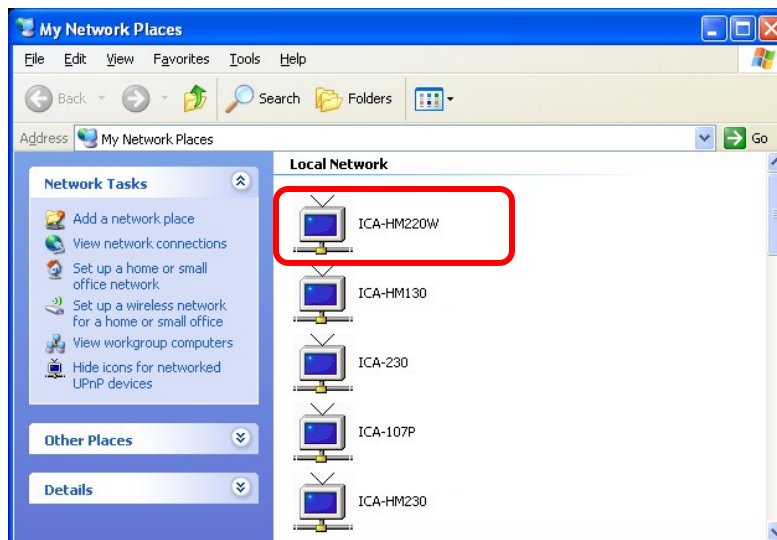 My Network Places
File Edit View Favorites Tools Help
Back Search Folders
Address My Network Places Go
Local Network
Network Tasks
Add a network place
View network connections
Set up a home or small
office network
Set up a wireless network
for a home or small office
View workgroup computers
Hide icons for networked
UPnP devices
Other Places
Details
ICA-HM220W
ICA-HM130
ICA-230
ICA-107P
ICA-HM230